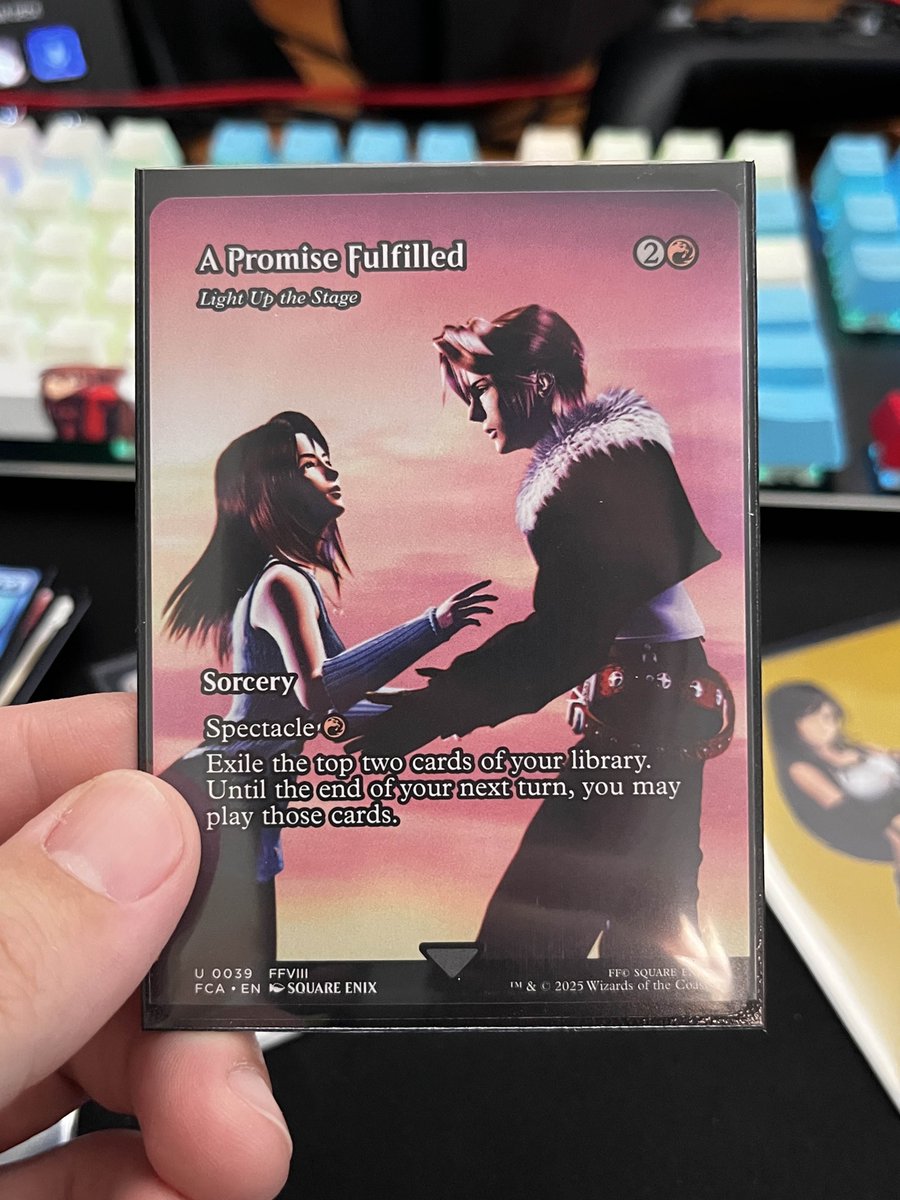 A Promise Fulfilled 2
Light Up the Stage
Sorcery
Spectacle
Exile the top two cards of your library.
Until the end of your next turn, you may
play those cards.
U 0039 FFVIII
FCA • EN SQUARE ENIX
FF© SQUARE
™ & © 2025 Wizards of the